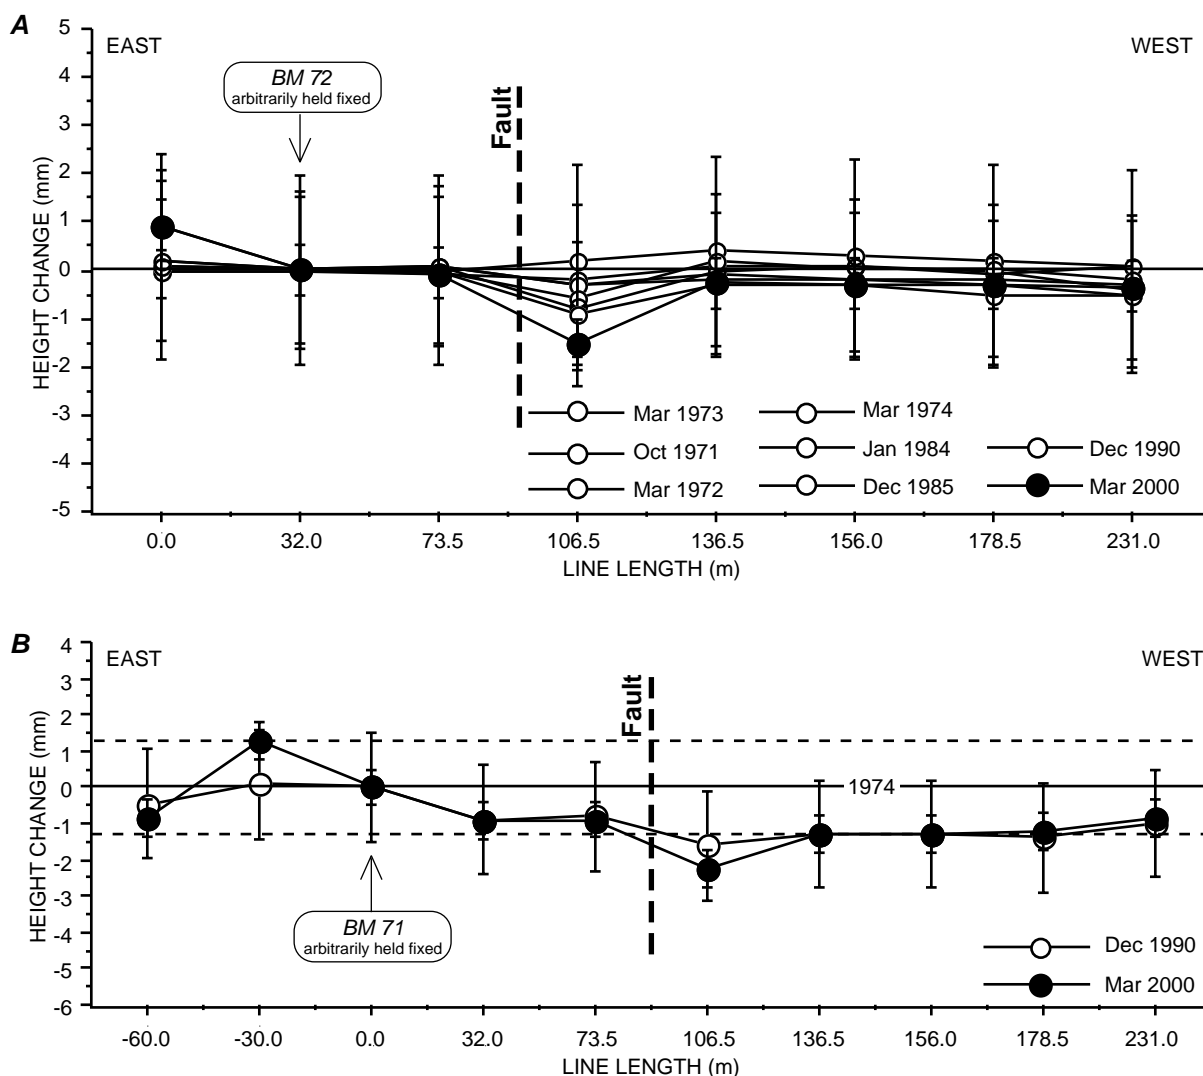 A
EAST
WEST
BM 72
arbitrarily held fixed
Fault
HEIGHT CHANGE (mm)
5
4
3
2
1
0
-1
-2
-3
-4
-5
Mar 1973
Oct 1971
Mar 1972
Mar 1974
Jan 1984
Dec 1985
Dec 1990
Mar 2000
0.0 32.0 73.5 106.5 136.5 156.0 178.5 231.0
LINE LENGTH (m)
B
EAST
WEST
Fault
HEIGHT CHANGE (mm)
4
3
2
1
0
-1
-2
-3
-4
-5
-6
1974
BM 71
arbitrarily held fixed
Dec 1990
Mar 2000
-60.0 -30.0 0.0 32.0 73.5 106.5 136.5 156.0 178.5 231.0
LINE LENGTH (m)